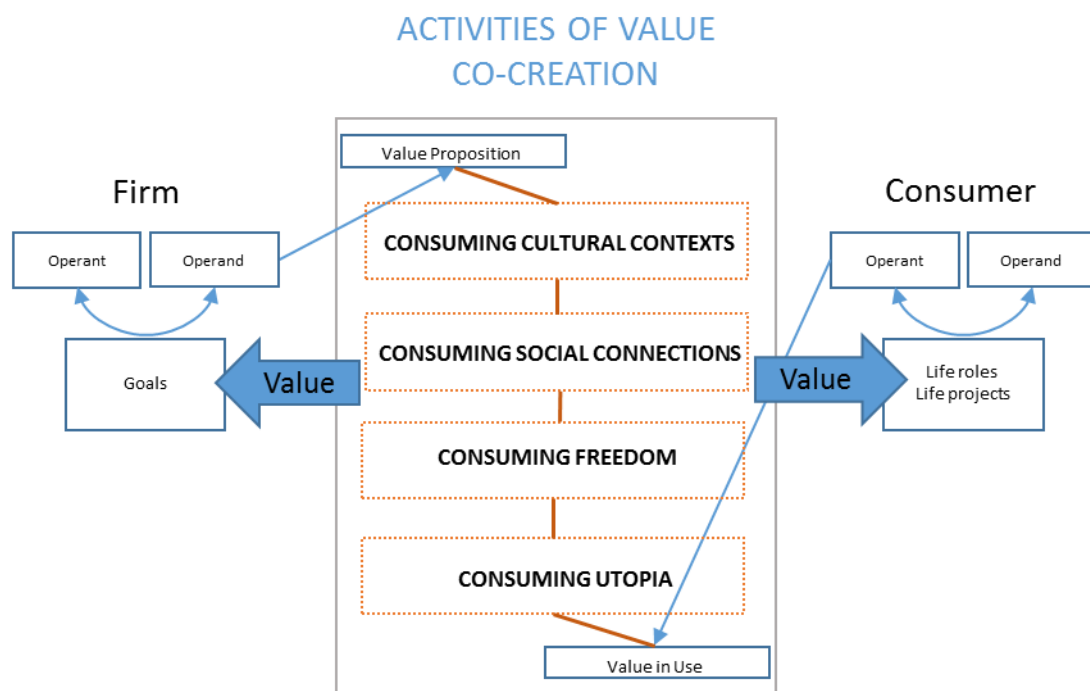 ACTIVITIES OF VALUE
CO-CREATION
Value Proposition
Firm
Consumer
Operant
Operand
CONSUMING CULTURAL CONTEXTS
Operant
Operand
Goals
Value
CONSUMING SOCIAL CONNECTIONS
Value
Life roles
Life projects
CONSUMING FREEDOM
CONSUMING UTOPIA
Value in Use